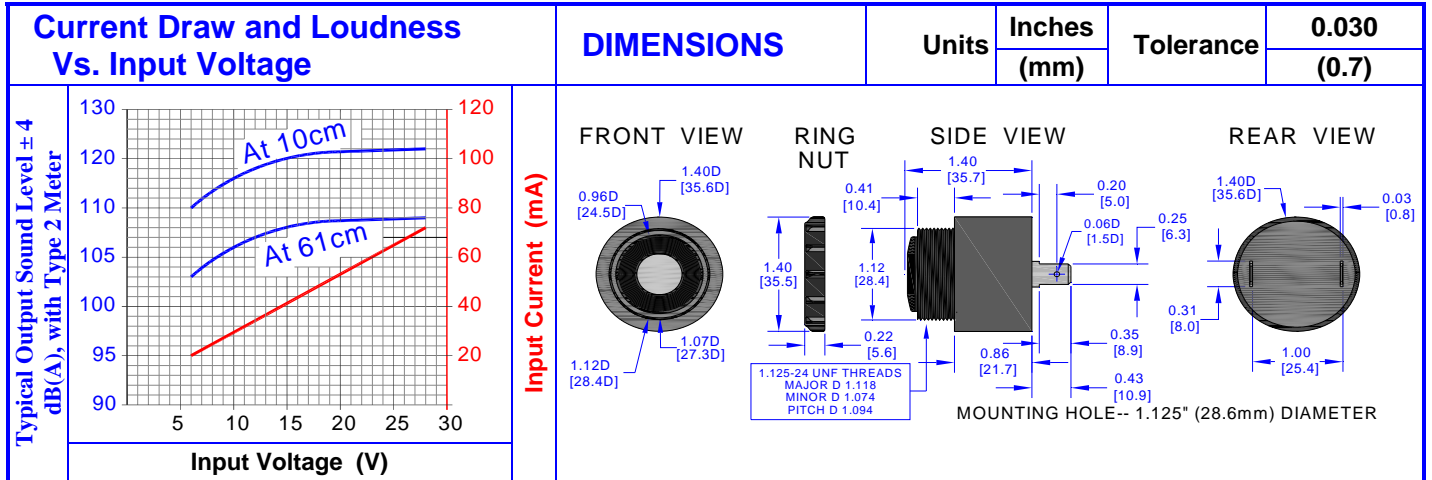 Current Draw and Loudness
Vs. Input Voltage
DIMENSIONS
Units
Inches
(mm)
Tolerance
0.030
(0.7)
Typical Output Sound Level ± 4
dB(A), with Type 2 Meter
130
120
110
105
100
95
90
At 10cm
At 61cm
120
100
80
60
40
20
Input Current (mA)
5 10 15 20 25 30
Input Voltage (V)
FRONT VIEW
0.96D
[24.5D]
1.40D
[35.6D]
1.12D
[28.4D]
1.07D
[27.3D]
RING
NUT
1.40
[35.5]
0.22
[5.6]
SIDE VIEW
1.40
[35.7]
0.41
[10.4]
1.12
[28.4]
0.20
[5.0]
0.06D
[1.5D]
0.25
[6.3]
0.86
[21.7]
0.35
[8.9]
0.43
[10.9]
1.125-24 UNF THREADS
MAJOR D 1.118
MINOR D 1.074
PITCH D 1.094
REAR VIEW
1.40D
[35.6D]
0.03
[0.8]
0.31
[8.0]
1.00
[25.4]
MOUNTING HOLE-- 1.125" (28.6mm) DIAMETER